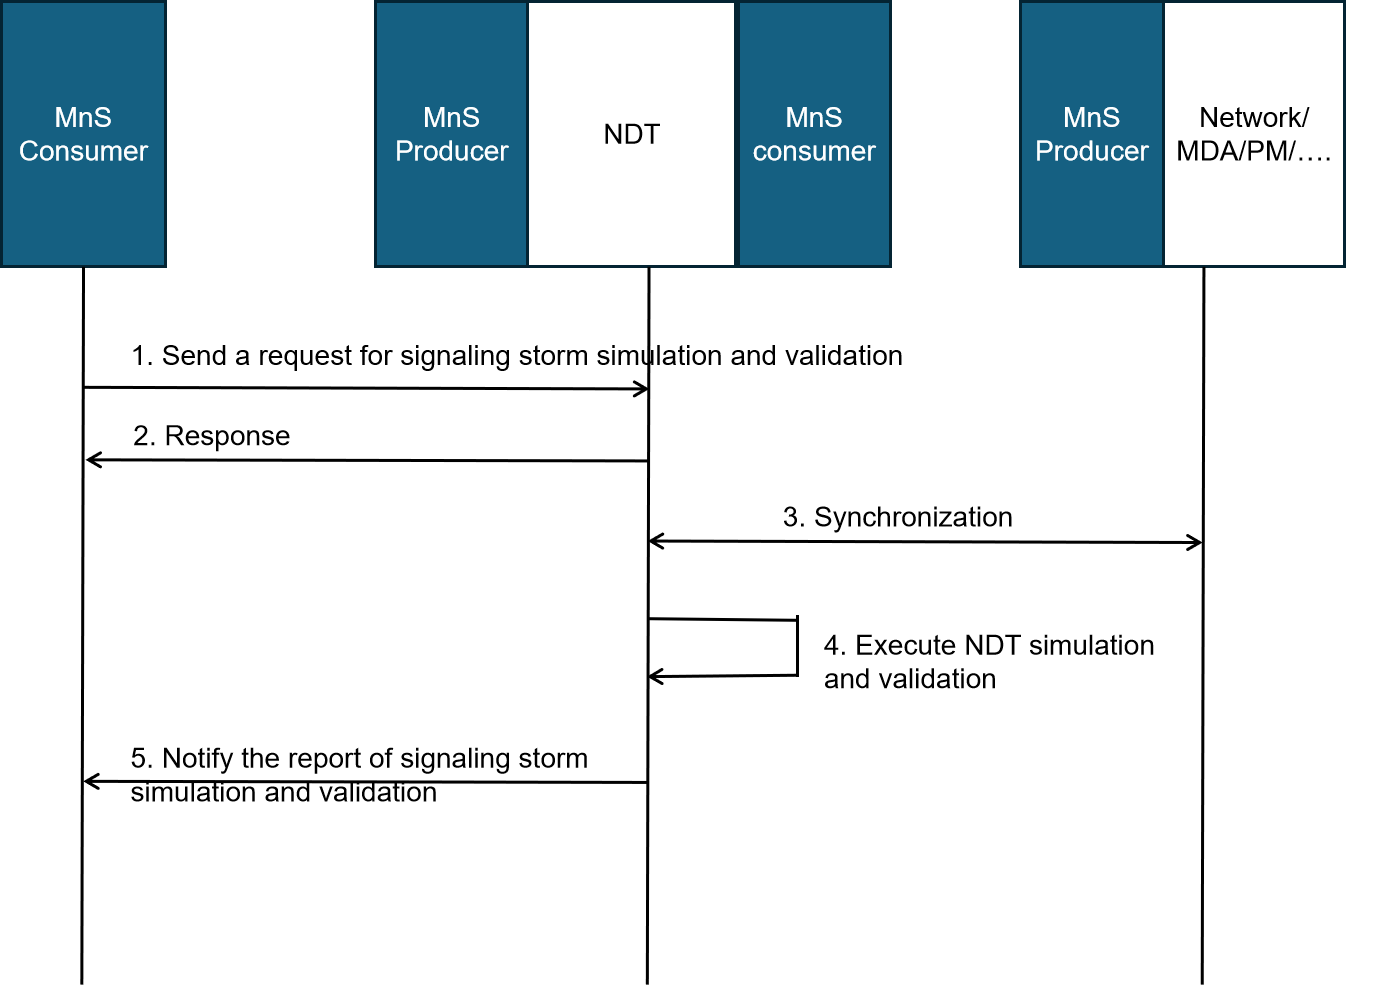 MnS
Consumer
MnS
Producer
NDT
MnS
consumer
MnS
Producer
Network/
MDA/PM/….
1. Send a request for signaling storm simulation and validation
2. Response
3. Synchronization
4. Execute NDT simulation
and validation
5. Notify the report of signaling storm
simulation and validation